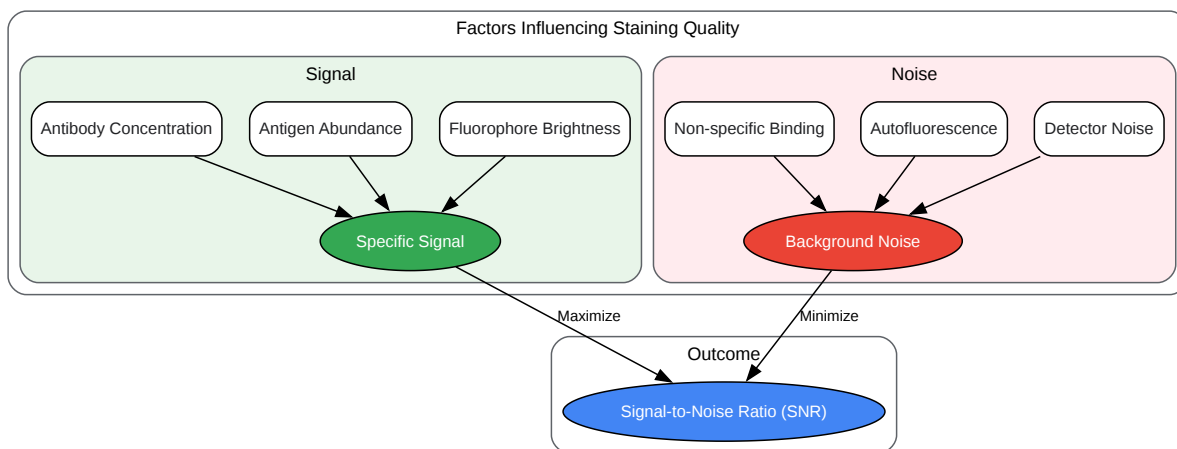 Factors Influencing Staining Quality
Signal
Noise
Antibody Concentration
Antigen Abundance
Fluorophore Brightness
Non-specific Binding
Autofluorescence
Detector Noise
Specific Signal
Background Noise
Maximize
Minimize
Outcome
Signal-to-Noise Ratio (SNR)